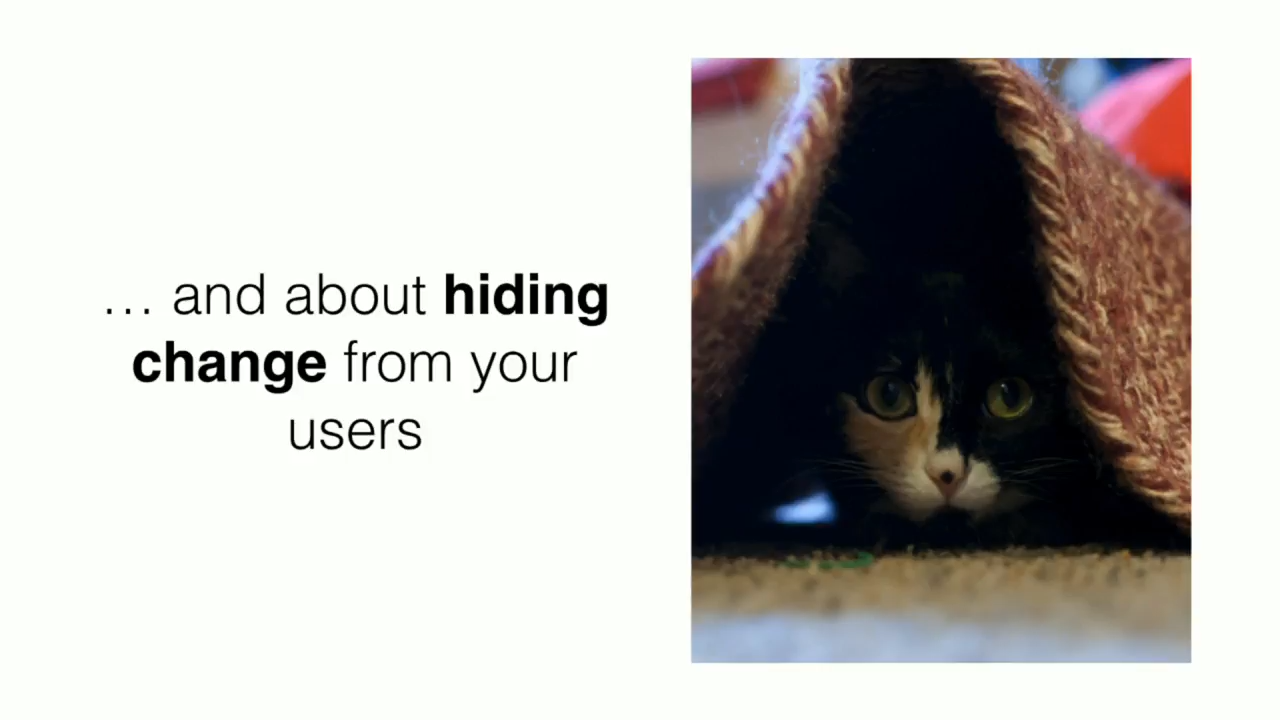 … and about hiding
change from your
users